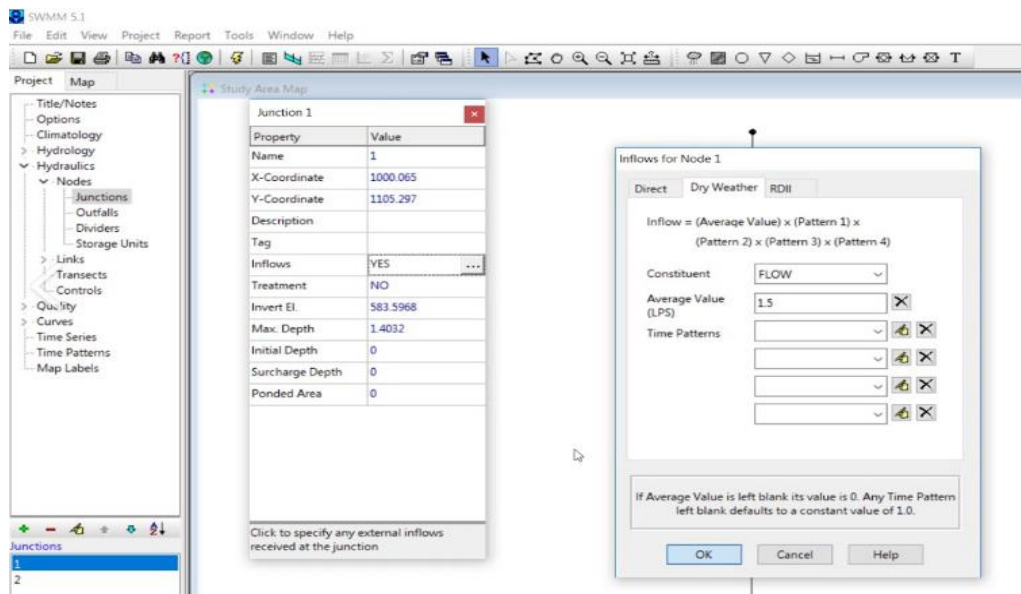 SWMM 5.1
File Edit View Project Report Tools Window Help
Project Map
Title/Notes
Options
Climatology
Hydrology
Hydraulics
Nodes
Junctions
Outfalls
Dividers
Storage Units
Links
Transects
Controls
Quality
Curves
Time Series
Time Patterns
Map Labels
Junctions
1
2
Study Area Map
Junction 1
Property Value
Name 1
X-Coordinate 1000.065
Y-Coordinate 1105.297
Description
Tag
Inflows YES ...
Treatment NO
Invert El. 583.5968
Max. Depth 1.4032
Initial Depth 0
Surcharge Depth 0
Ponded Area 0
Click to specify any external inflows
received at the junction
Inflows for Node 1
Direct Dry Weather RDII
Inflow = (Average Value) x (Pattern 1) x
(Pattern 2) x (Pattern 3) x (Pattern 4)
Constituent FLOW
Average Value 1.5
(LPS)
Time Patterns
If Average Value is left blank its value is 0. Any Time Pattern
left blank defaults to a constant value of 1.0.
OK Cancel Help